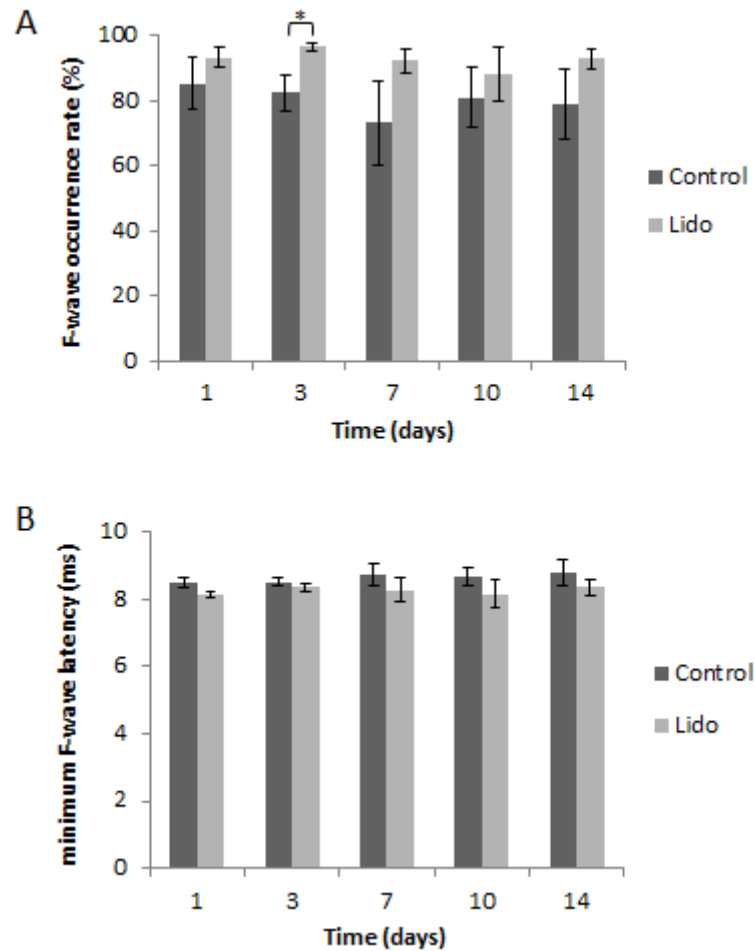 A
*
F-wave occurrence rate (%)
100
80
60
40
20
0
1 3 7 10 14
Time (days)
Control
Lido
B
minimum F-wave latency (ms)
10
8
6
4
2
0
1 3 7 10 14
Time (days)
Control
Lido